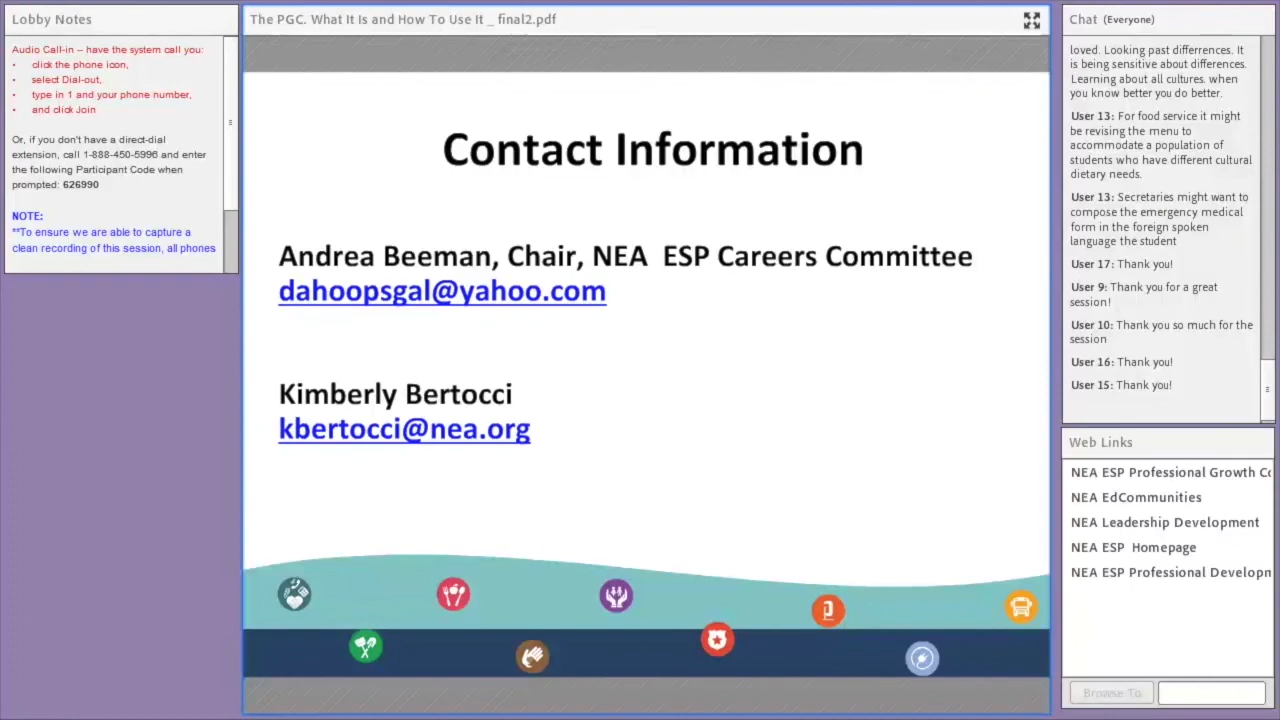 Lobby Notes
Audio Call-in – have the system call you:
• click the phone icon,
• select Dial-out,
• type in 1 and your phone number,
• and click Join
Or, if you don't have a direct-dial
extension, call 1-888-450-5996 and enter
the following Participant Code when
prompted: 626990
NOTE:
**To ensure we are able to capture a
clean recording of this session, all phones
The PGC. What It Is and How To Use It _ final2.pdf
Contact Information
Andrea Beeman, Chair, NEA ESP Careers Committee
dahoopsgal@yahoo.com
Kimberly Bertocci
kbertocci@nea.org
Chat (Everyone)
loved. Looking past differences. It
is being sensitive about differences.
Learning about all cultures. when
you know better you do better.
User 13: For food service it might
be revising the menu to
accommodate a population of
students who have different cultural
dietary needs.
User 13: Secretaries might want to
compose the emergency medical
form in the foreign spoken
language the student
User 17: Thank you!
User 9: Thank you for a great
session!
User 10: Thank you so much for the
session
User 16: Thank you!
User 15: Thank you!
Web Links
NEA ESP Professional Growth Co
NEA EdCommunities
NEA Leadership Development
NEA ESP Homepage
NEA ESP Professional Developn
Browse To